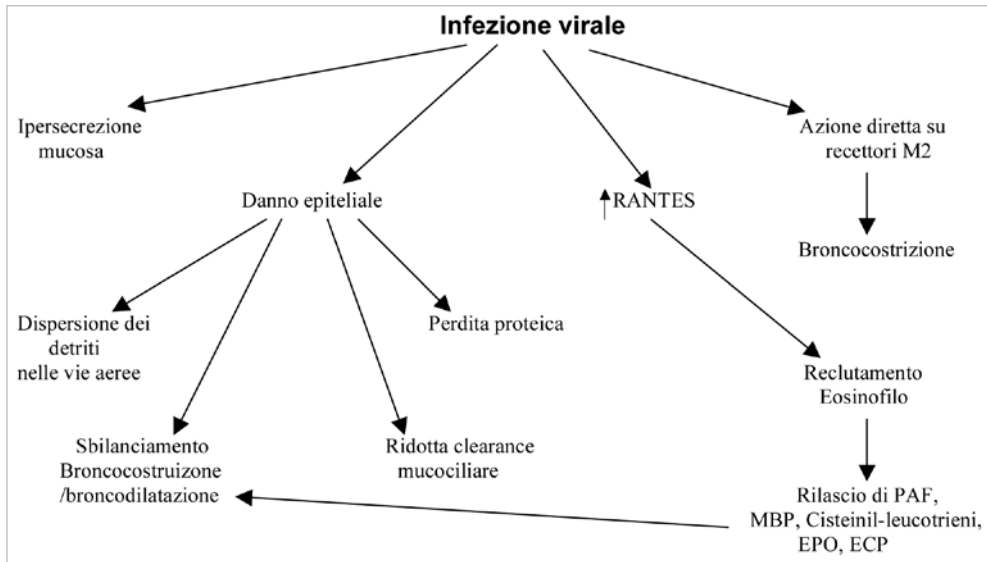 Infezione virale
Ipersecrezione
mucosa
Azione diretta su
recettori M2
Danno epiteliale
RANTES
Broncocostrizione
Dispersione dei
detriti
nelle vie aeree
Perdita proteica
Reclutamento
Eosinofilo
Sbilanciamento
Broncocostruizone
/broncodilatazione
Ridotta clearance
mucociliare
Rilascio di PAF,
MBP, Cisteinil-leucotrieni,
EPO, ECP